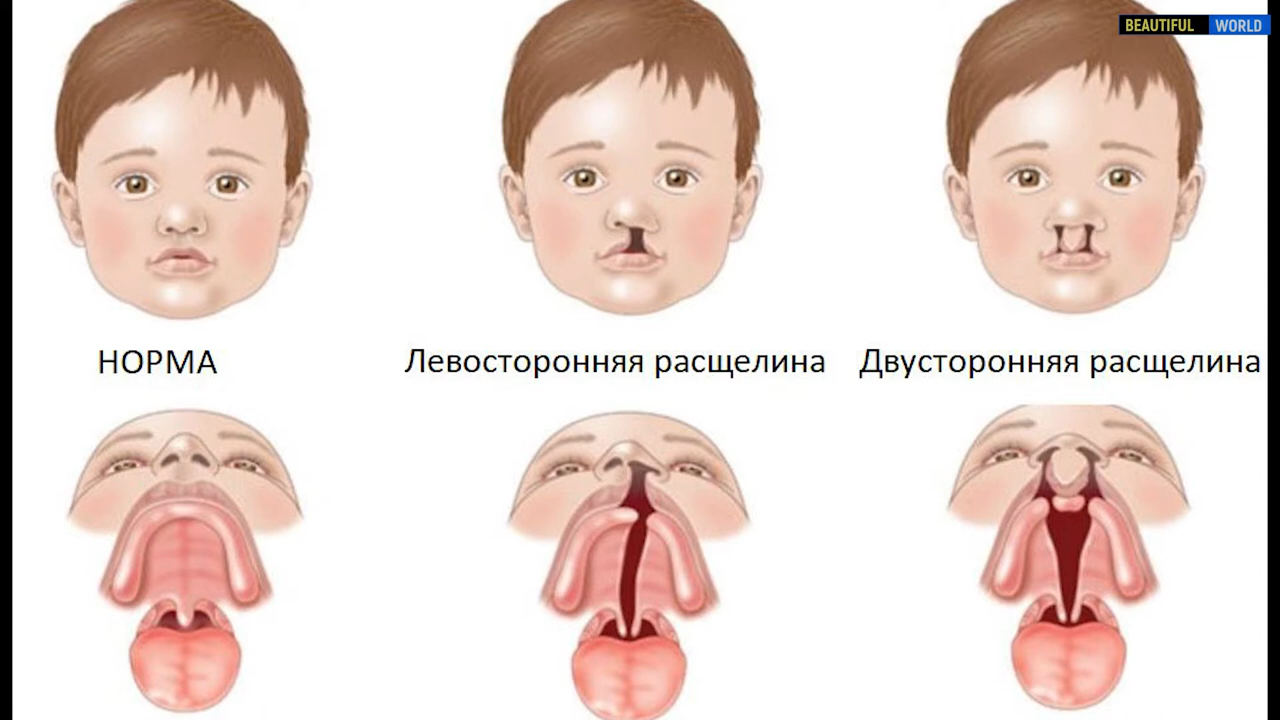 BEAUTIFUL WORLD
НОРМА
Левосторонняя расщелина
Двусторонняя расщелина